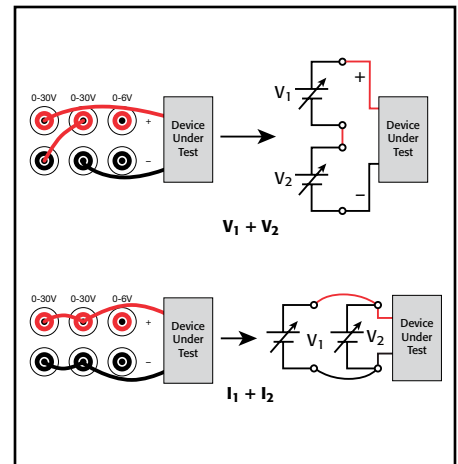 0-30V 0-30V 0-6V
+
−
Device
Under
Test
V1
V2
+
−
Device
Under
Test
V1 + V2
0-30V 0-30V 0-6V
+
−
Device
Under
Test
V1
V2
Device
Under
Test
I1 + I2